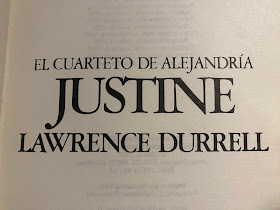 EL CUARTETO DE ALEJANDRÍA
JUSTINE
LAWRENCE DURRELL